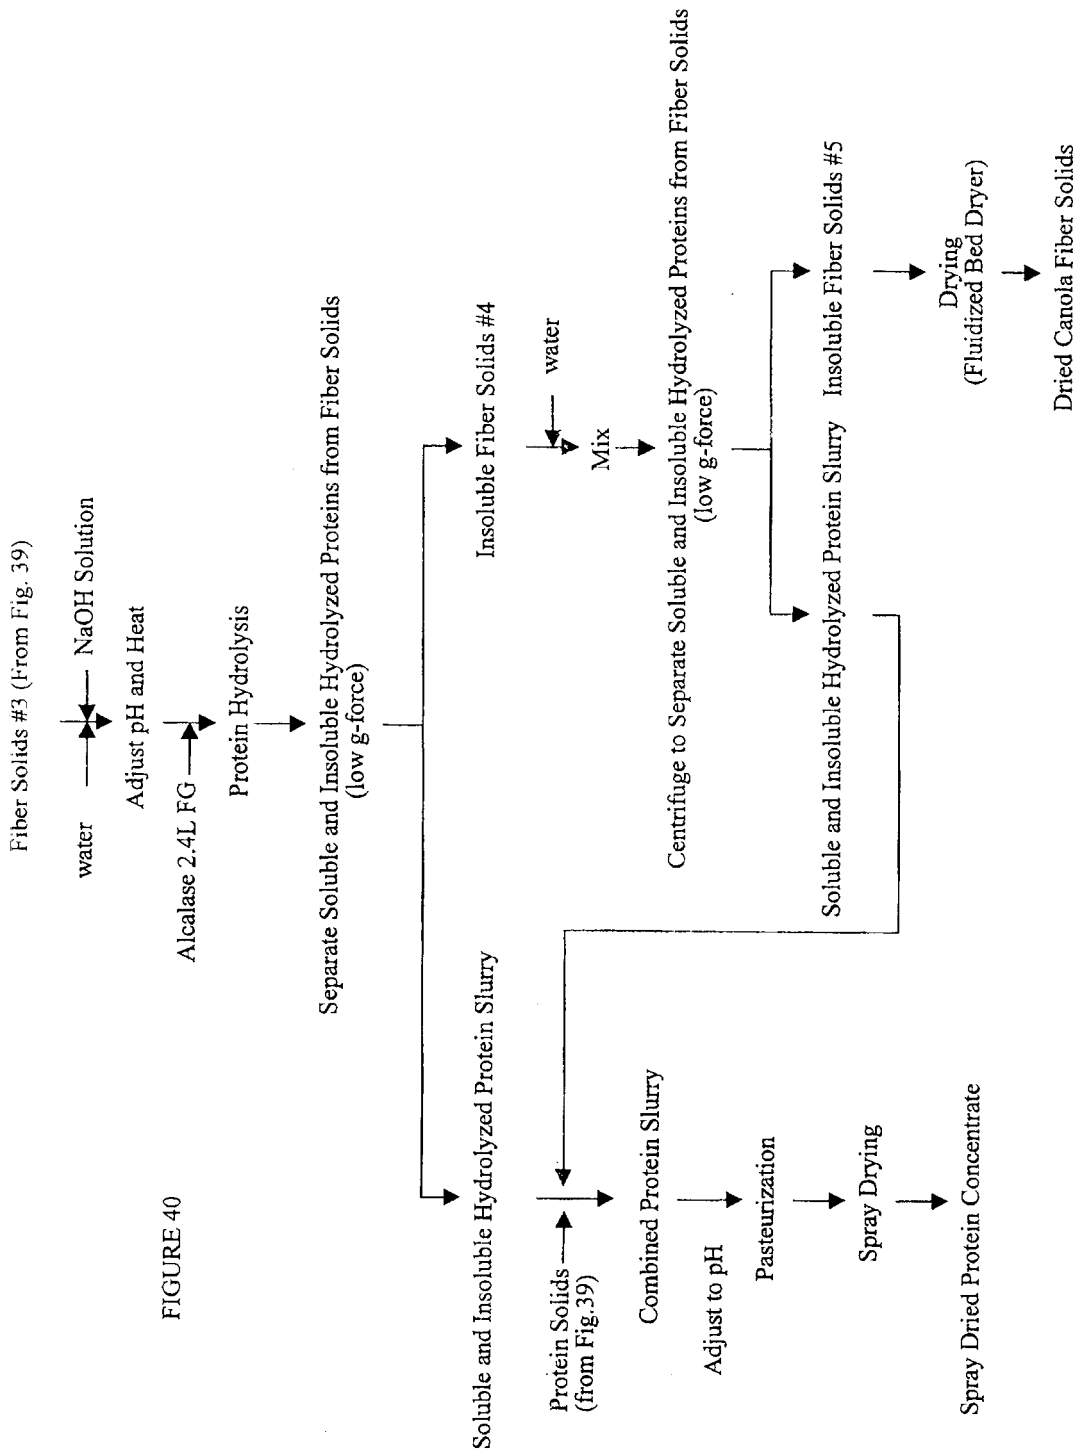 FIGURE 40
Fiber Solids #3 (From Fig. 39)
water
NaOH Solution
Adjust pH and Heat
Alcalase 2.4L FG
Protein Hydrolysis
Separate Soluble and Insoluble Hydrolyzed Proteins from Fiber Solids
(low g-force)
Soluble and Insoluble Hydrolyzed Protein Slurry
Insoluble Fiber Solids #4
water
Mix
Centrifuge to Separate Soluble and Insoluble Hydrolyzed Proteins from Fiber Solids
(low g-force)
Soluble and Insoluble Hydrolyzed Protein Slurry
Insoluble Fiber Solids #5
Drying
(Fluidized Bed Dryer)
Dried Canola Fiber Solids
Protein Solids
(from Fig.39)
Combined Protein Slurry
Adjust to pH
Pasteurization
Spray Drying
Spray Dried Protein Concentrate